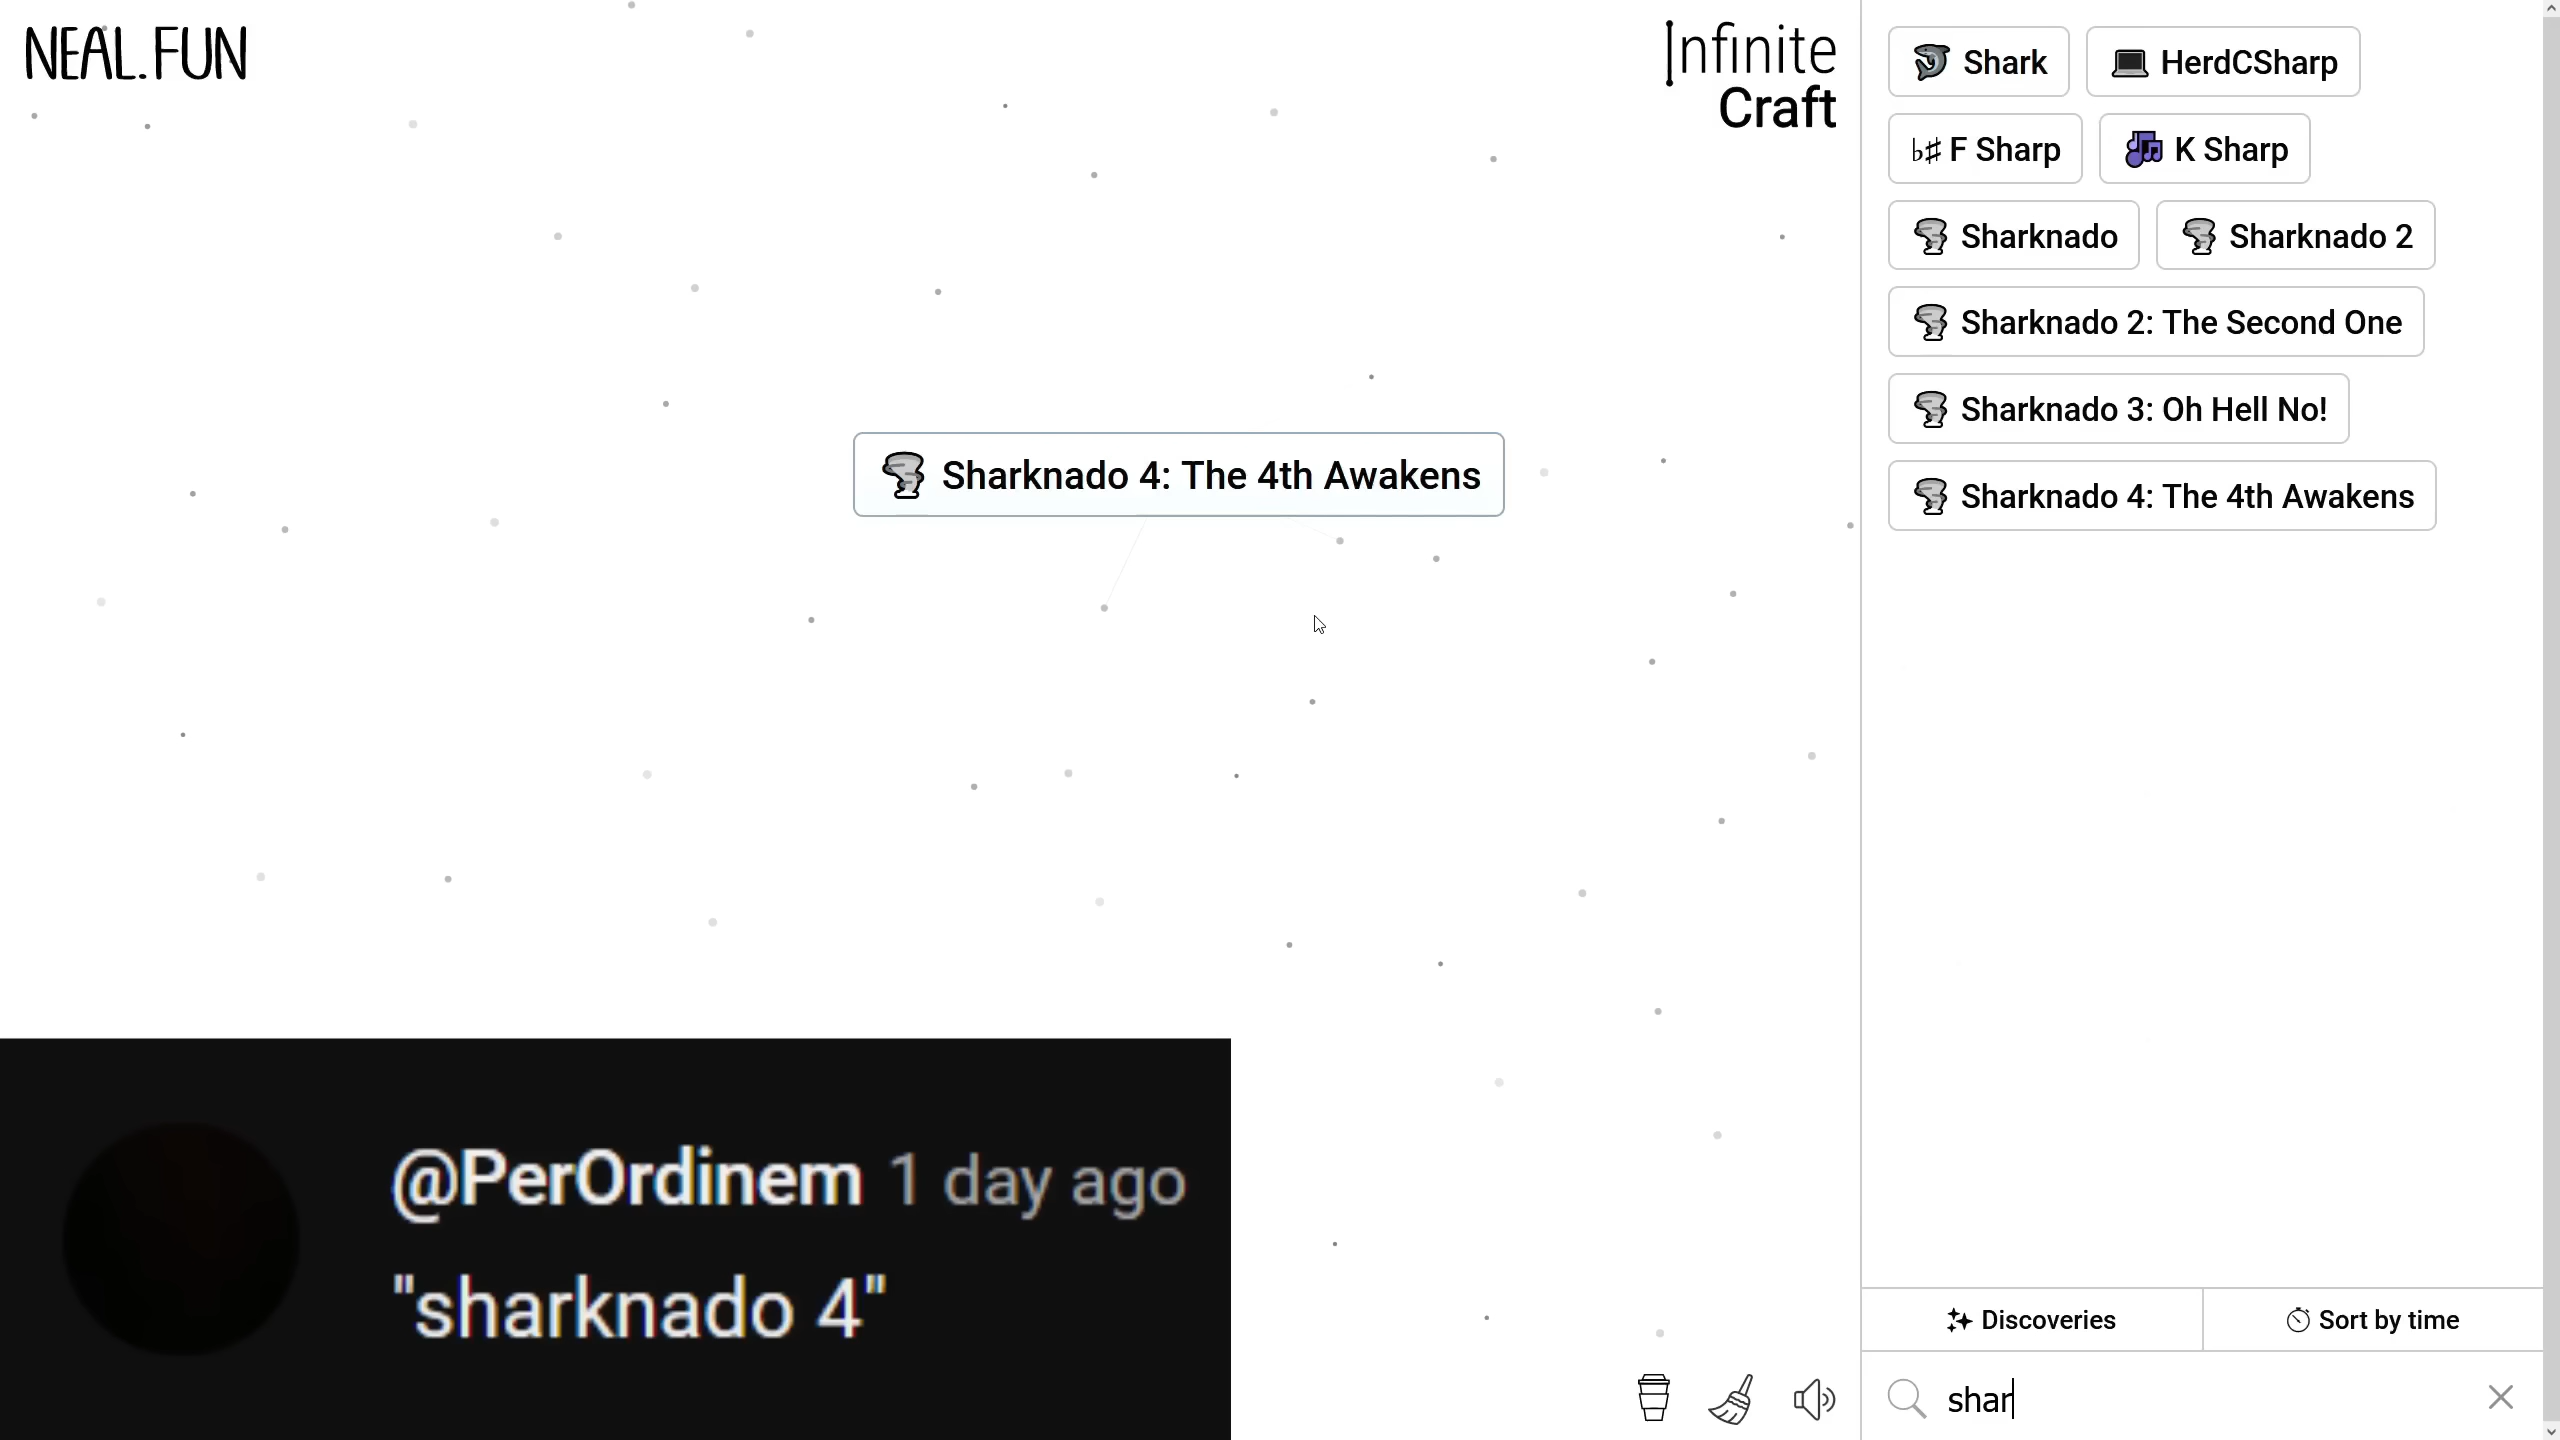 NEAL.FUN
Infinite
Craft
Shark
HerdCSharp
♭♯ F Sharp
K Sharp
Sharknado
Sharknado 2
Sharknado 2: The Second One
Sharknado 3: Oh Hell No!
Sharknado 4: The 4th Awakens
Sharknado 4: The 4th Awakens
@PerOrdinem 1 day ago
"sharknado 4"
Discoveries
Sort by time
shar